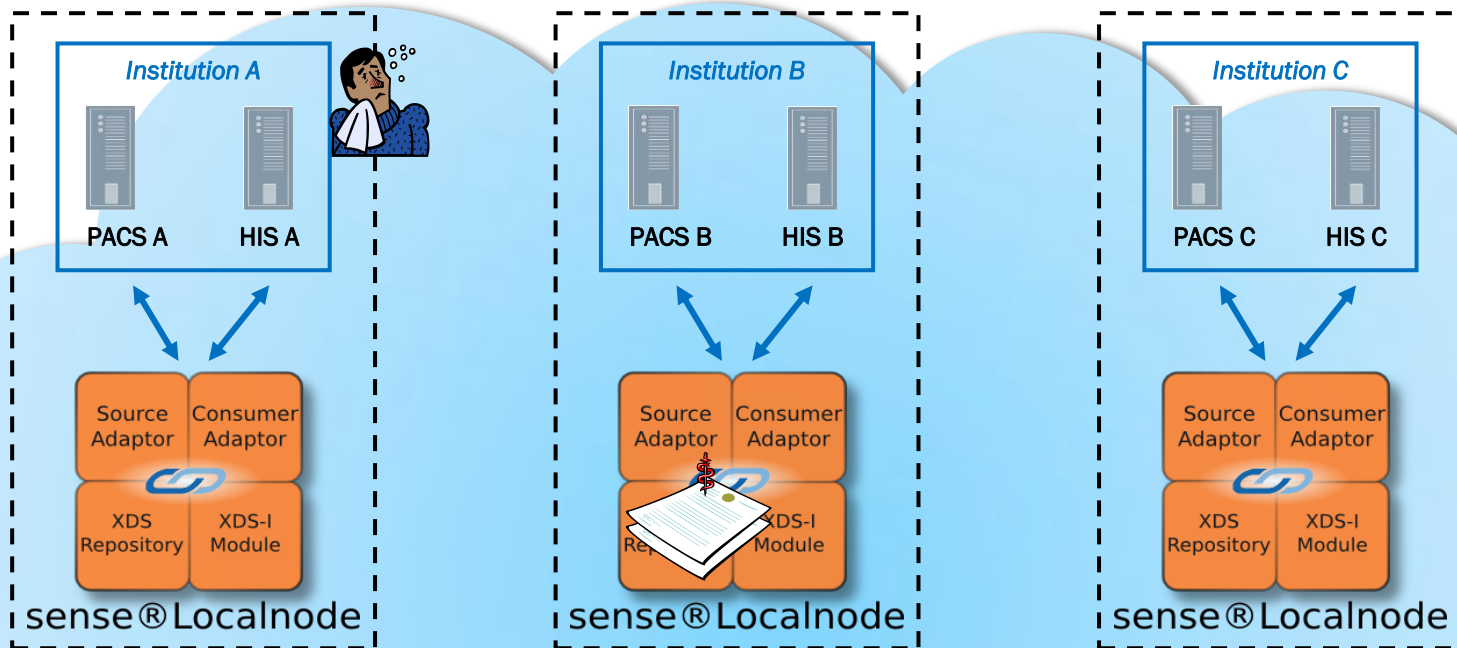 Institution A
Institution B
Institution C
PACS A
HIS A
PACS B
HIS B
PACS C
HIS C
Source
Adaptor
Consumer
Adaptor
XDS
Repository
XDS-I
Module
sense®Localnode
Source
Adaptor
Consumer
Adaptor
XDS-I
Module
sense®Localnode
Source
Adaptor
Consumer
Adaptor
XDS
Repository
XDS-I
Module
sense®Localnode